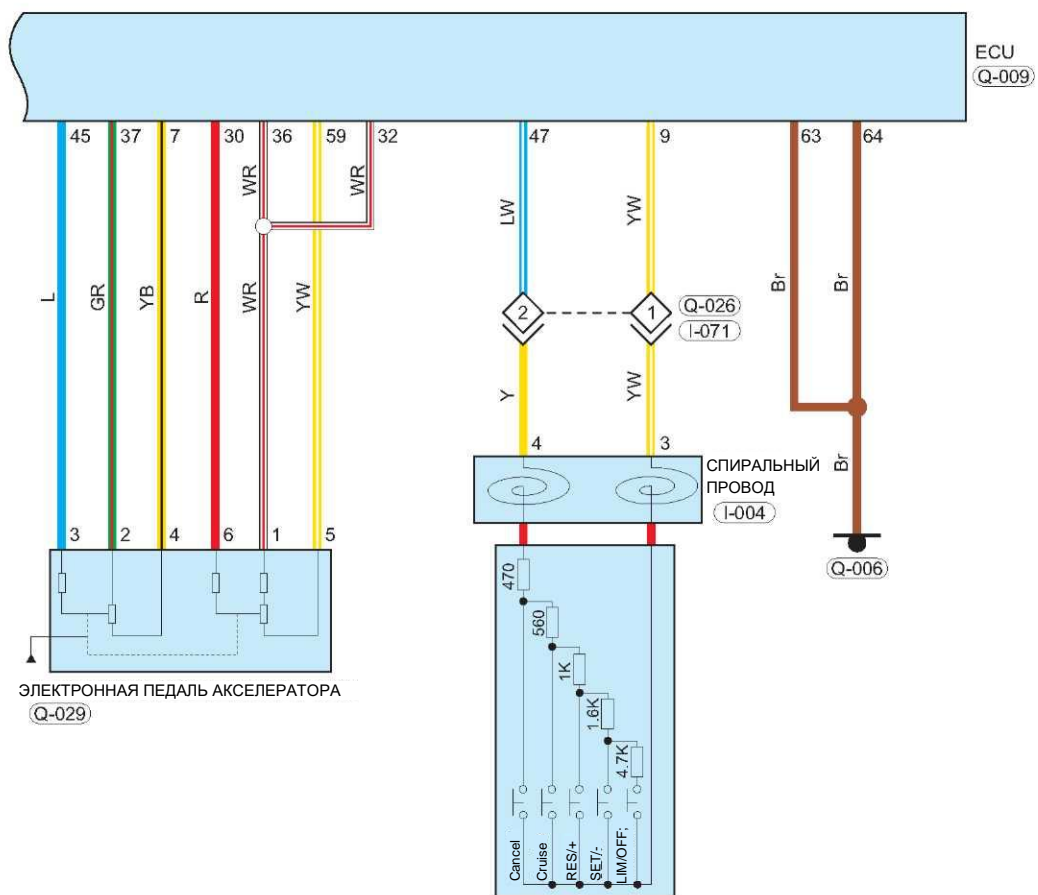 ECU
Q-009
45 37 7 30 36 59 32 47 9 63 64
WR WR LW YW
L GR YB R WR YW Br Br
2 1 Q-026
I-071
Y YW
4 3
СПИРАЛЬНЫЙ
ПРОВОД
I-004
Br
3 2 4 6 1 5
Q-006
470
560
1K
1.6K
4.7K
ЭЛЕКТРОННАЯ ПЕДАЛЬ АКСЕЛЕРАТОРА
Q-029
Cancel
Cruise
RES/+
SET/-
LIM/OFF;